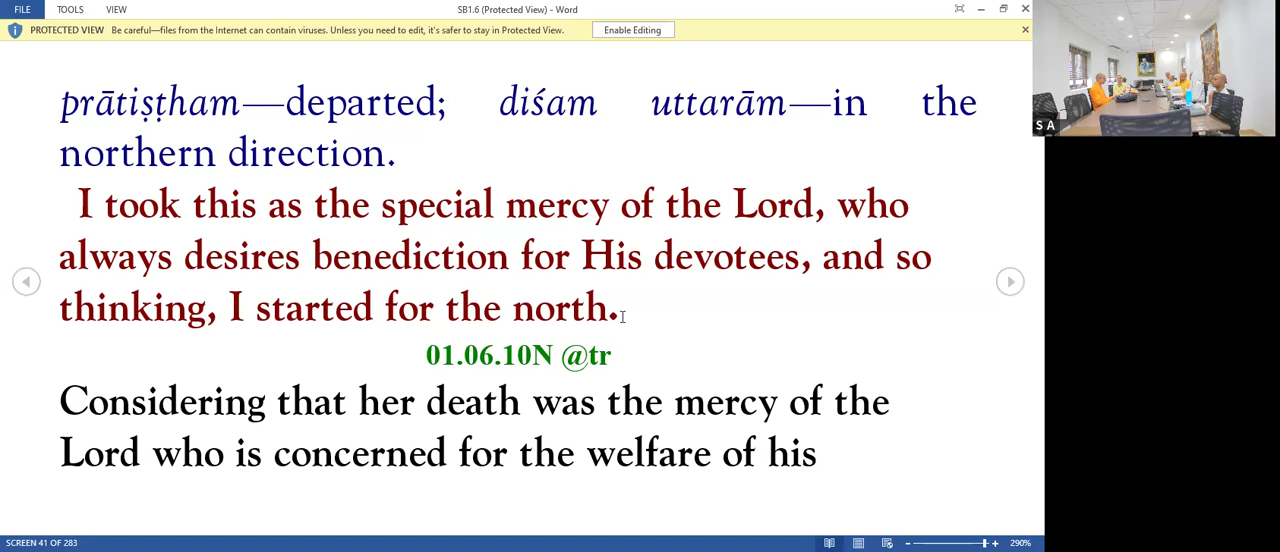 FILE TOOLS VIEW SB1.6 (Protected View) - Word
PROTECTED VIEW Be careful—files from the Internet can contain viruses. Unless you need to edit, it's safer to stay in Protected View. Enable Editing
prātiṣṭham—departed; diśam uttarām—in the
northern direction.
I took this as the special mercy of the Lord, who
always desires benediction for His devotees, and so
thinking, I started for the north.
01.06.10N @tr
Considering that her death was the mercy of the
Lord who is concerned for the welfare of his
S A
SCREEN 41 OF 283 290%